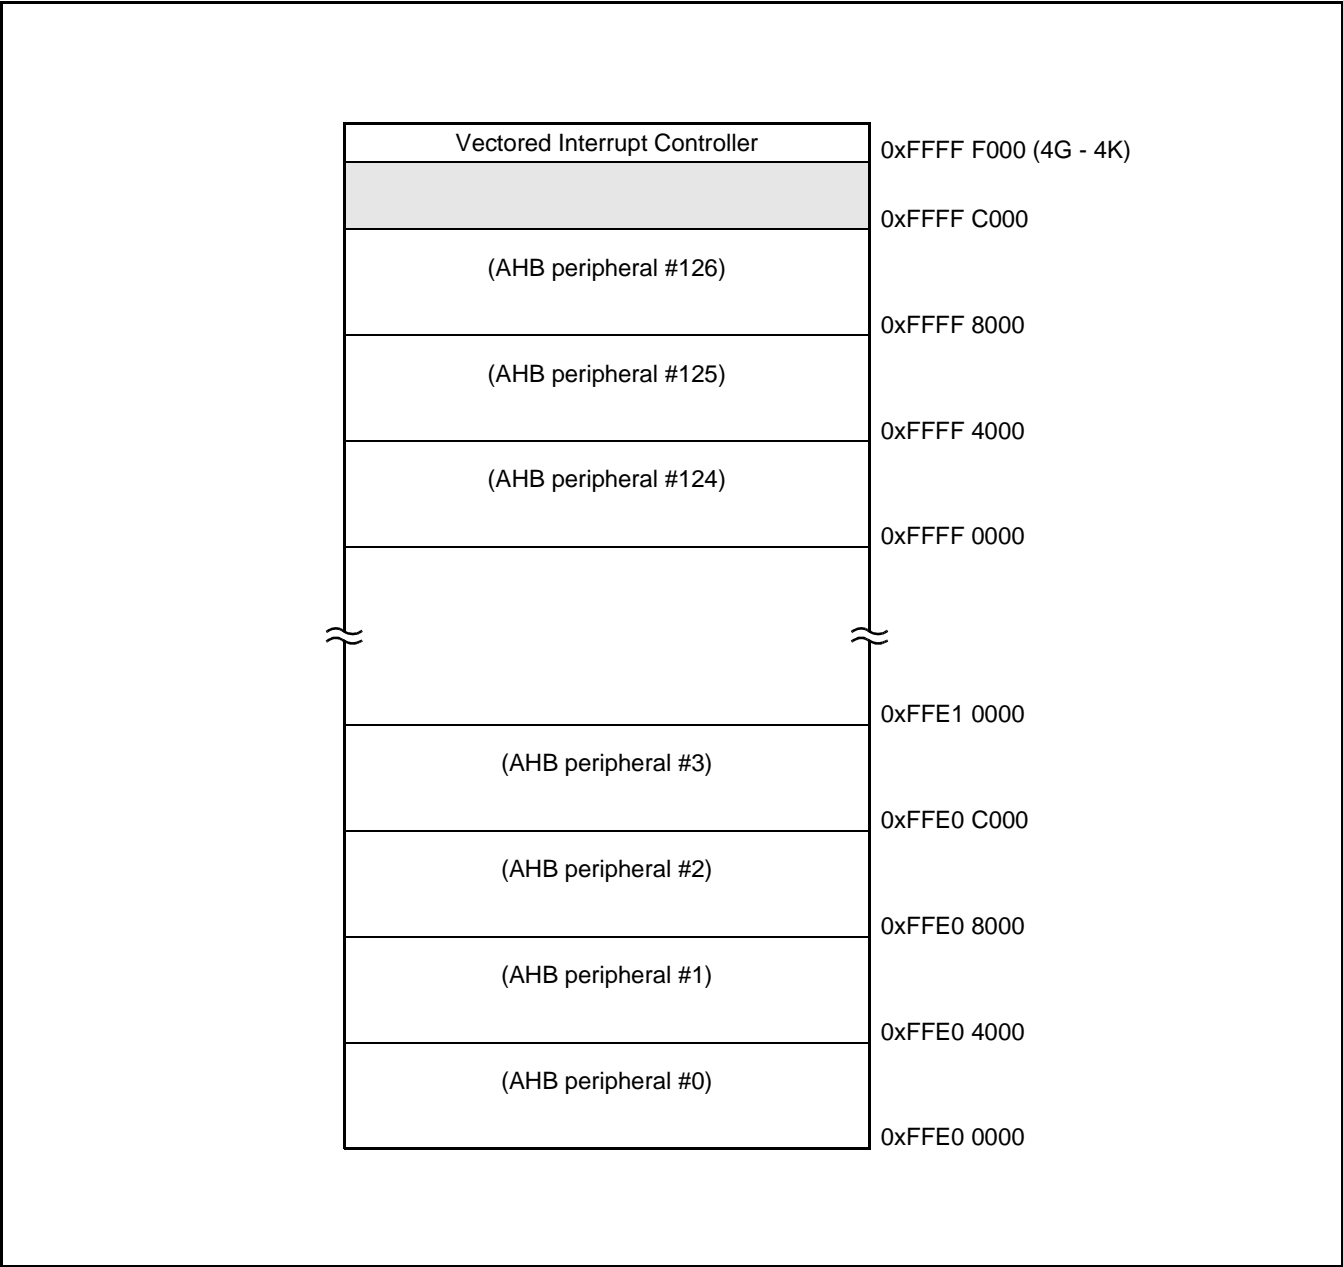 Vectored Interrupt Controller
0xFFFF F000 (4G - 4K)
0xFFFF C000
(AHB peripheral #126)
0xFFFF 8000
(AHB peripheral #125)
0xFFFF 4000
(AHB peripheral #124)
0xFFFF 0000
0xFFE1 0000
(AHB peripheral #3)
0xFFE0 C000
(AHB peripheral #2)
0xFFE0 8000
(AHB peripheral #1)
0xFFE0 4000
(AHB peripheral #0)
0xFFE0 0000